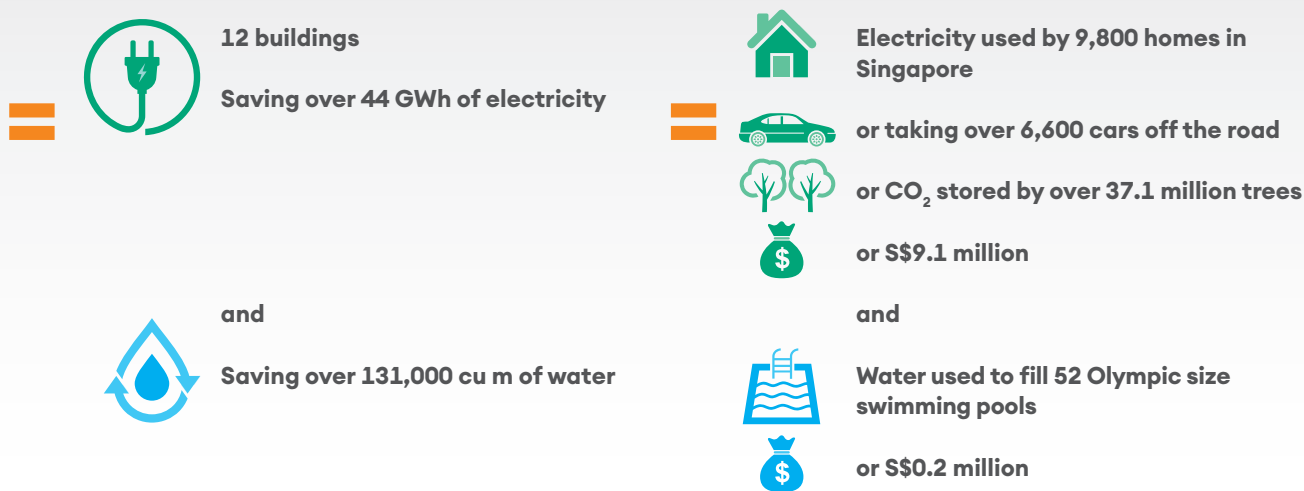 12 buildings
Saving over 44 GWh of electricity
and
Saving over 131,000 cu m of water
Electricity used by 9,800 homes in
Singapore
or taking over 6,600 cars off the road
or CO₂ stored by over 37.1 million trees
$
or S$9.1 million
and
Water used to fill 52 Olympic size
swimming pools
$
or S$0.2 million